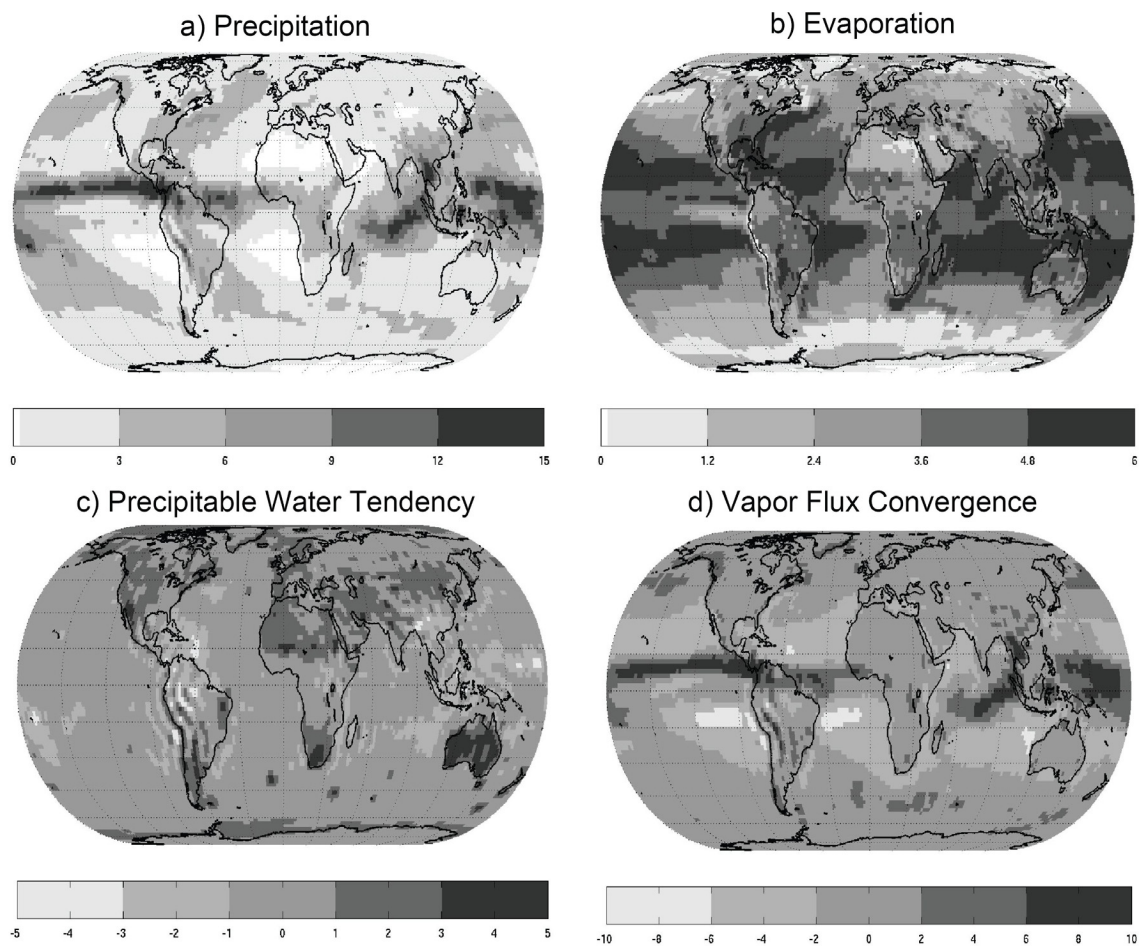 a) Precipitation
b) Evaporation
0 3 6 9 12 15
0 1.2 2.4 3.6 4.8 6
c) Precipitable Water Tendency
d) Vapor Flux Convergence
-5 -4 -3 -2 -1 0 1 2 3 4 5
-10 -8 -6 -4 -2 0 2 4 6 8 10